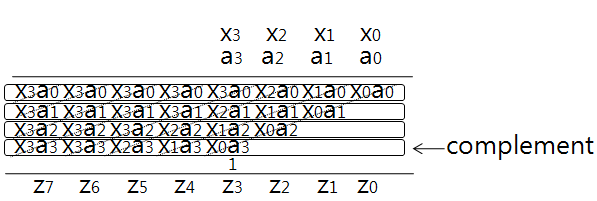 x3 x2 x1 x0
a3 a2 a1 a0
x3a0 x3a0 x3a0 x3a0 x3a0 x2a0 x1a0 x0a0
x3a1 x3a1 x3a1 x3a1 x2a1 x1a1 x0a1
x3a2 x3a2 x3a2 x2a2 x1a2 x0a2
x3a3 x3a3 x2a3 x1a3 x0a3 complement
1
z7 z6 z5 z4 z3 z2 z1 z0